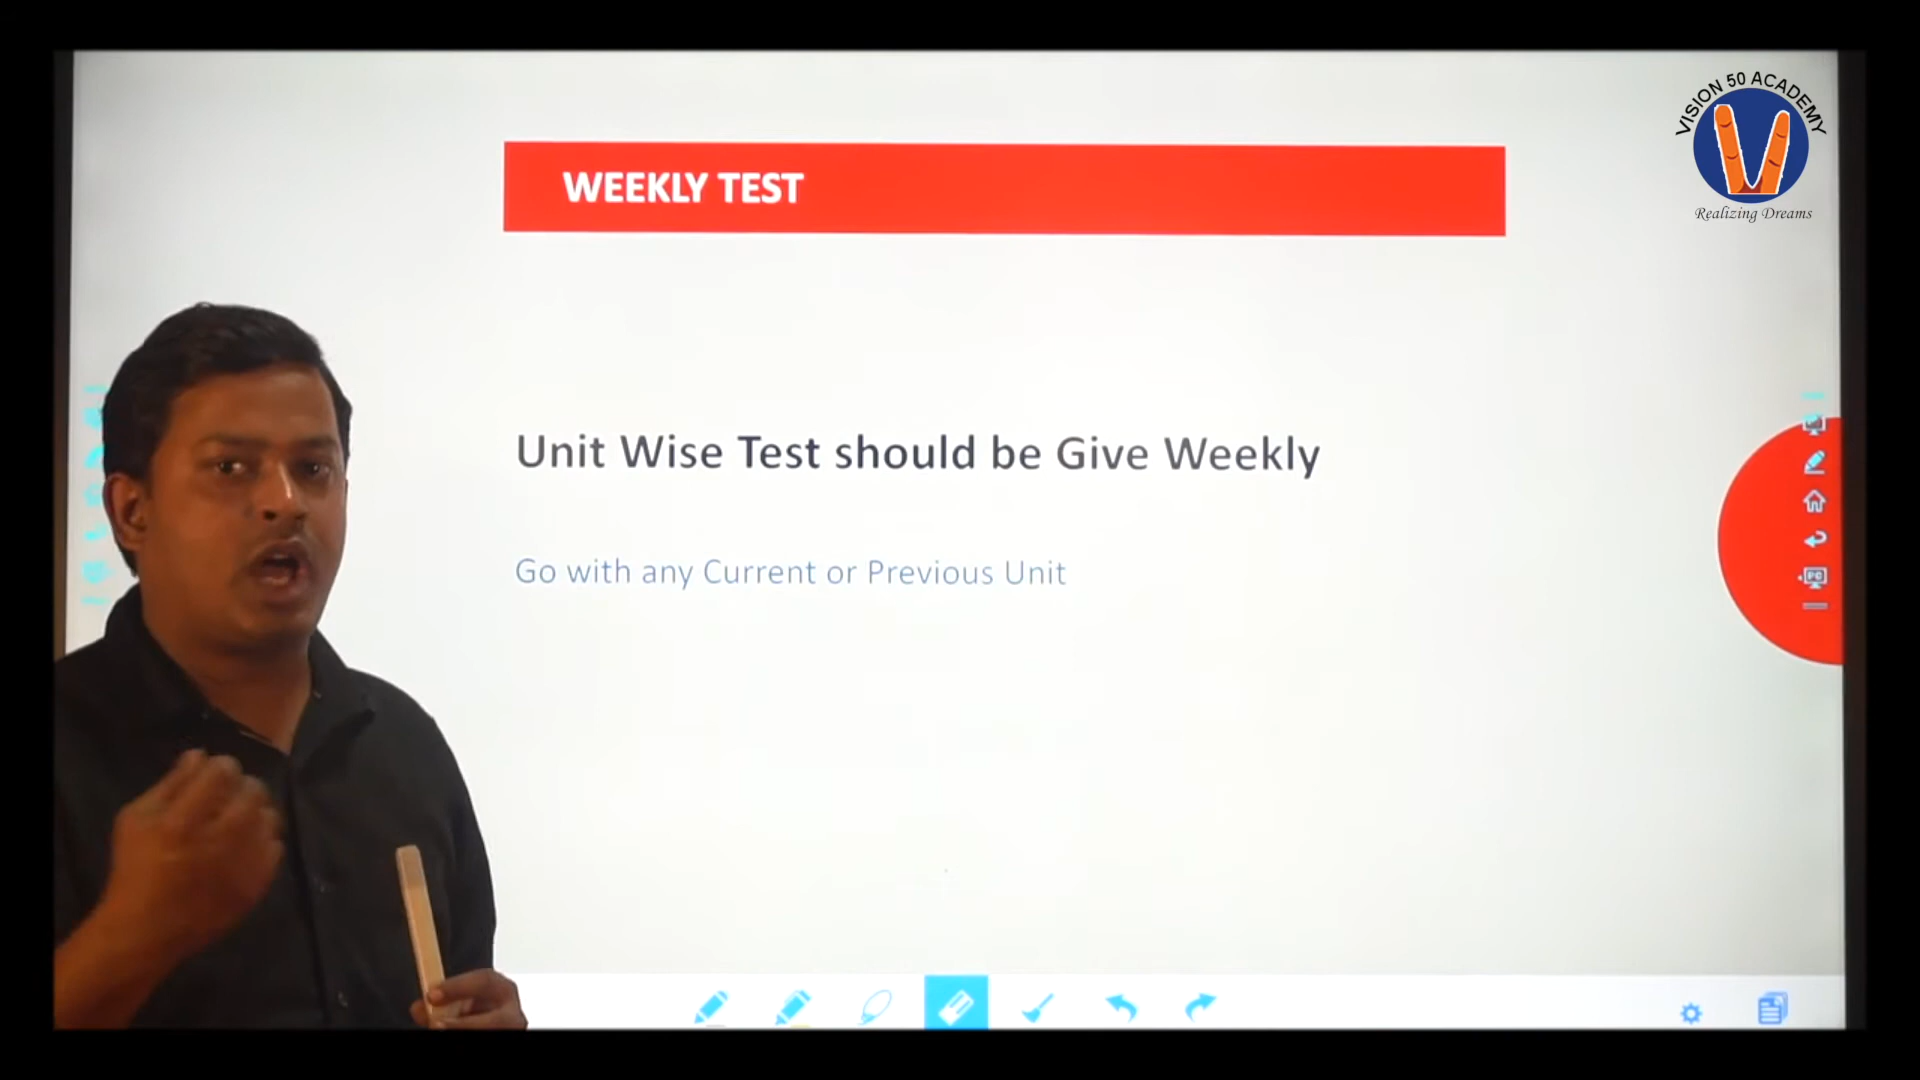 VISION 50 ACADEMY
Realizing Dreams
WEEKLY TEST
Unit Wise Test should be Give Weekly
Go with any Current or Previous Unit
PC